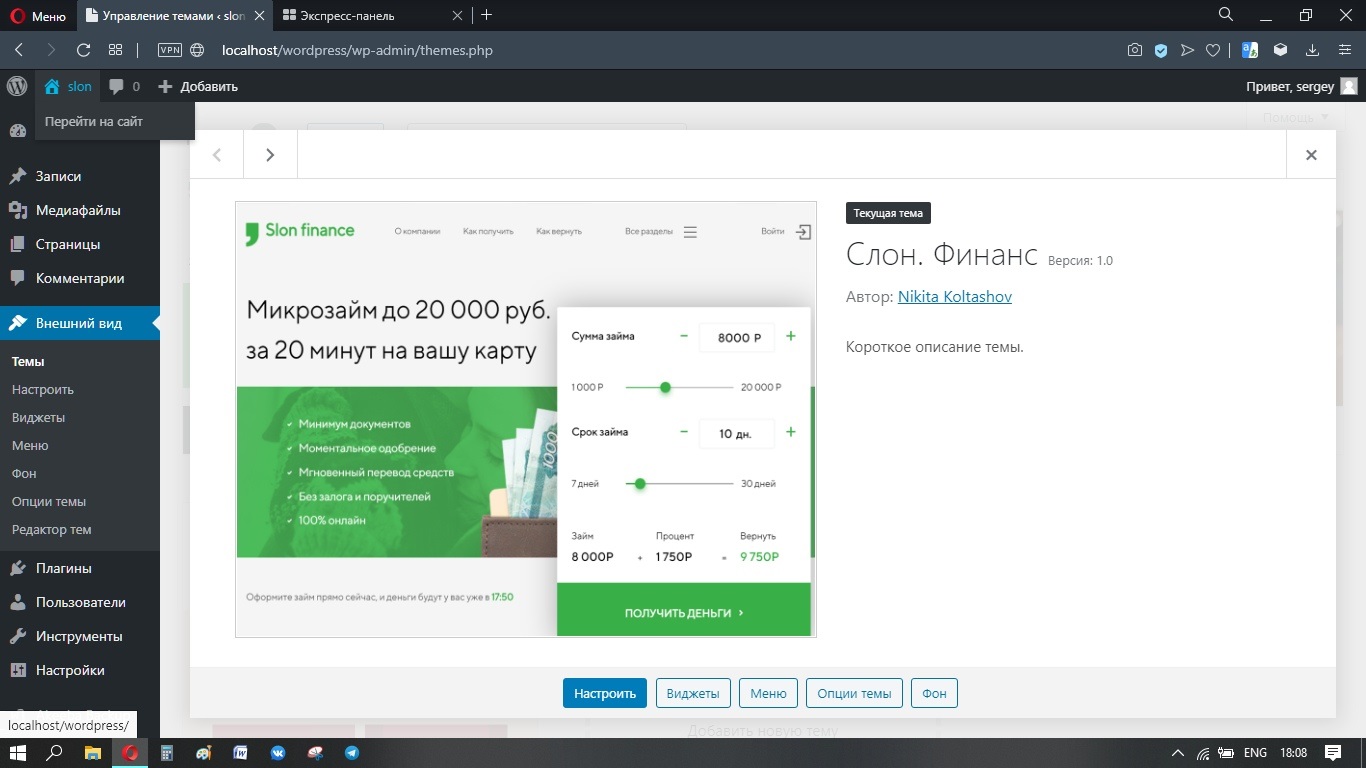 Меню
Управление темами ‹ slon
Экспресс-панель
VPN
localhost/wordpress/wp-admin/themes.php
slon
0
Добавить
Привет, sergey
Перейти на сайт
Помощь
Записи
Медиафайлы
Страницы
Комментарии
Внешний вид
Темы
Настроить
Виджеты
Меню
Фон
Опции темы
Редактор тем
Плагины
Пользователи
Инструменты
Настройки
localhost/wordpress/
Slon finance
О компании
Как получить
Как вернуть
Все разделы
Войти
Микрозайм до 20 000 руб.
за 20 минут на вашу карту
Минимум документов
Моментальное одобрение
Мгновенный перевод средств
Без залога и поручителей
100% онлайн
1000
Оформите займ прямо сейчас, и деньги будут у вас уже в 17:50
Сумма займа
− 8000 Р +
1 000 Р
20 000 Р
Срок займа
− 10 дн. +
7 дней
30 дней
Займ
Процент
Вернуть
8 000Р + 1 750Р = 9 750Р
ПОЛУЧИТЬ ДЕНЬГИ ›
Текущая тема
Слон. Финанс Версия: 1.0
Автор: Nikita Koltashov
Короткое описание темы.
Настроить
Виджеты
Меню
Опции темы
Фон
Добавить новую тему
ENG
18:08